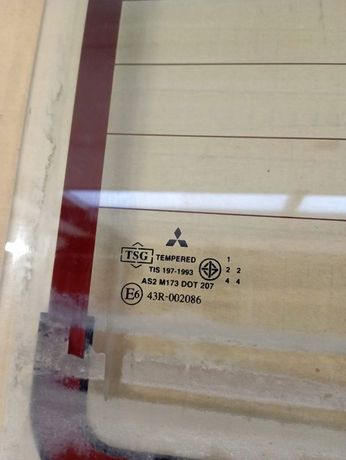 TSG TEMPERED
TIS 197-1993
AS2 M173 DOT 207
E6 43R-002086
1
2 2
4 4